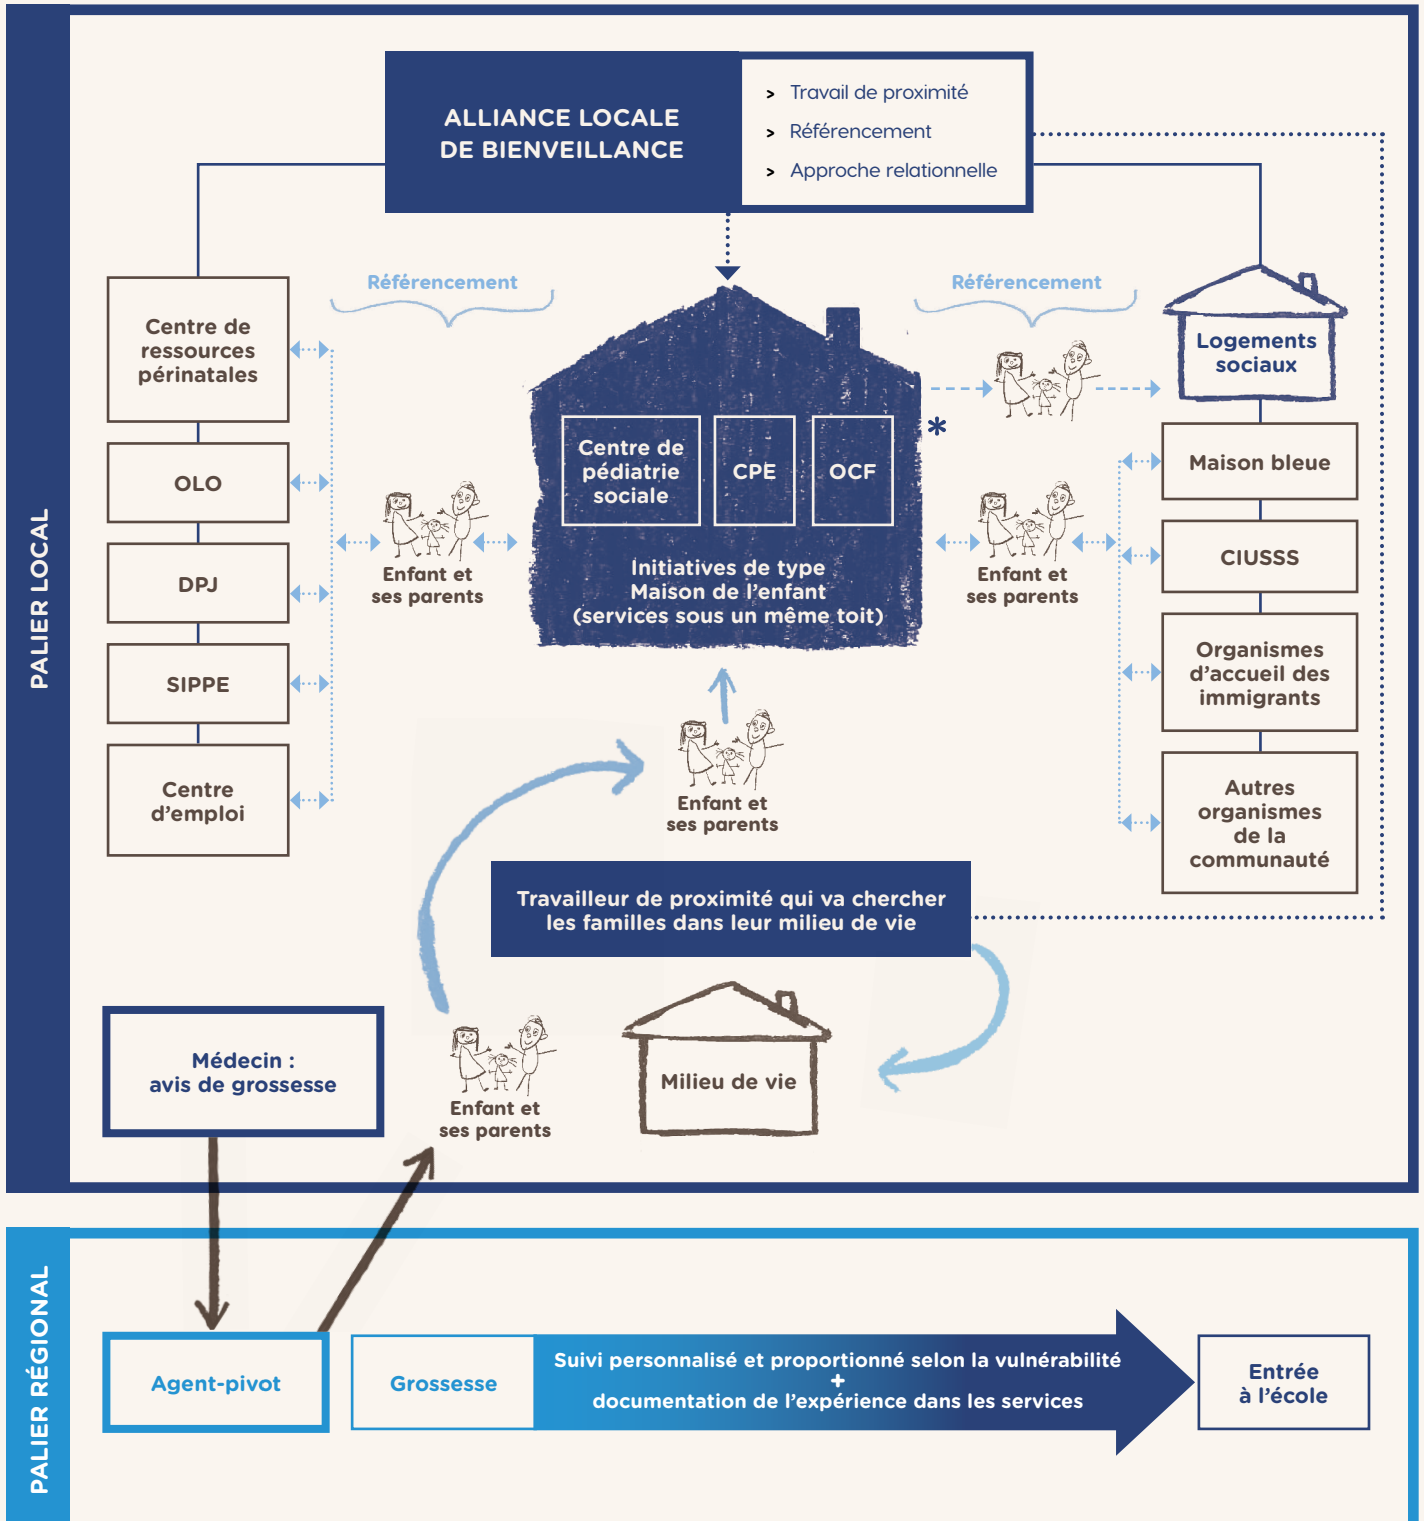 PALIER LOCAL
ALLIANCE LOCALE
DE BIENVEILLANCE
> Travail de proximité
> Référencement
> Approche relationnelle
Référencement
Référencement
Centre de
ressources
périnatales
OLO
DPJ
SIPPE
Centre
d'emploi
Enfant et
ses parents
Centre de
pédiatrie
sociale
CPE
OCF
*
Initiatives de type
Maison de l'enfant
(services sous un même toit)
Enfant et
ses parents
Logements
sociaux
Maison bleue
CIUSSS
Organismes
d'accueil des
immigrants
Autres
organismes
de la
communauté
Enfant et
ses parents
Travailleur de proximité qui va chercher
les familles dans leur milieu de vie
Médecin :
avis de grossesse
Enfant et
ses parents
Milieu de vie
PALIER RÉGIONAL
Agent-pivot
Grossesse
Suivi personnalisé et proportionné selon la vulnérabilité
+
documentation de l'expérience dans les services
Entrée
à l'école